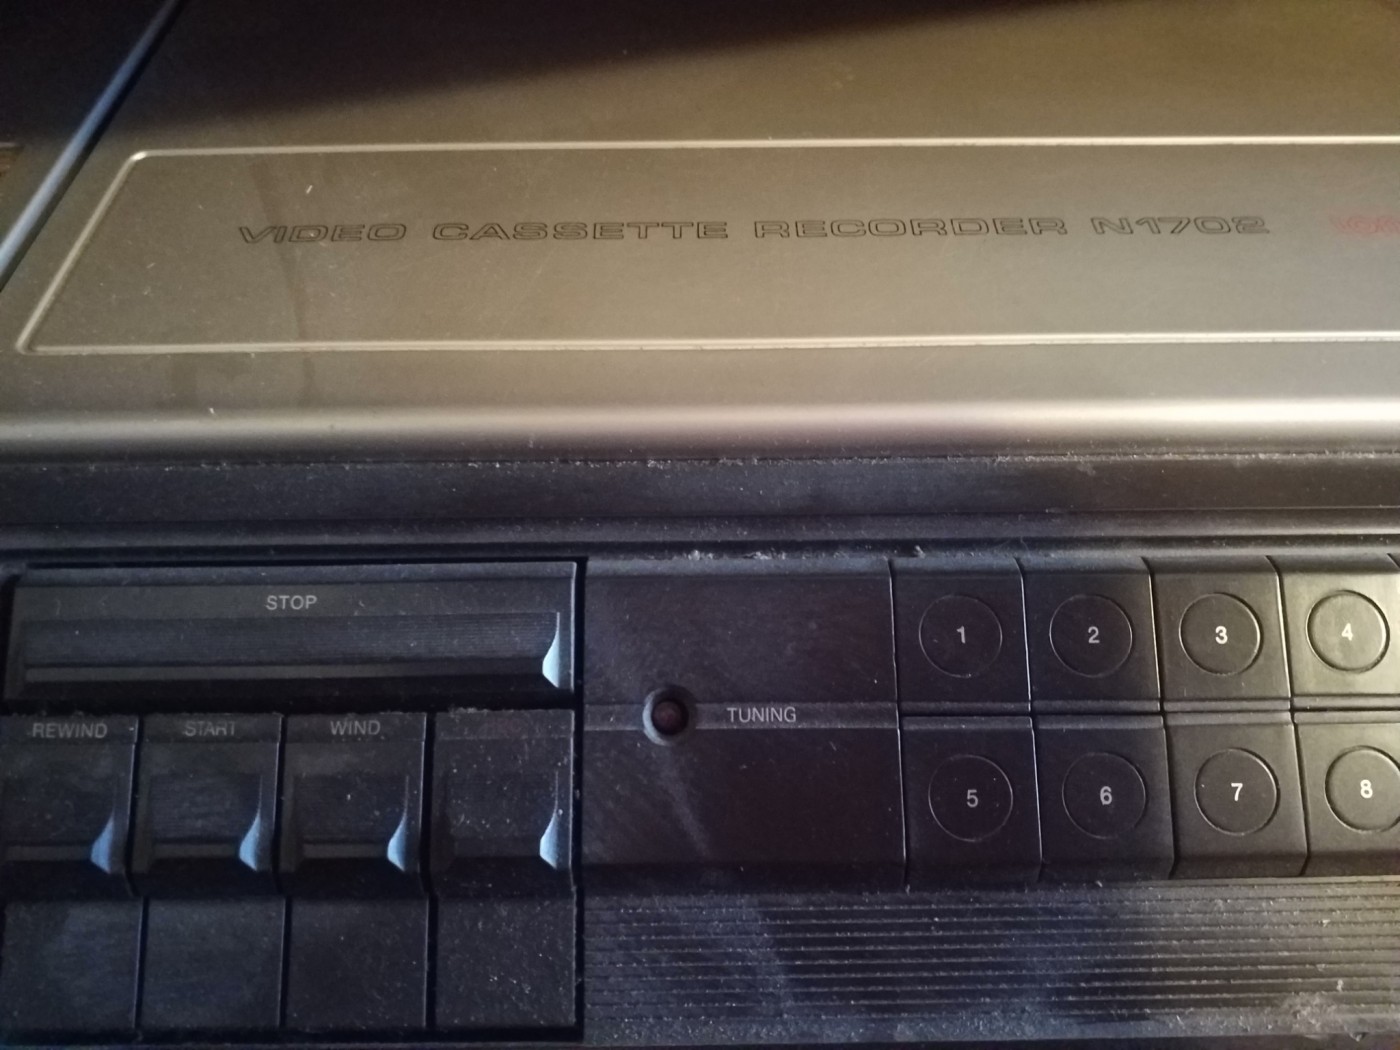 VIDEO CASSETTE RECORDER N1702
STOP
REWIND START WIND
TUNING
1 2 3 4
5 6 7 8